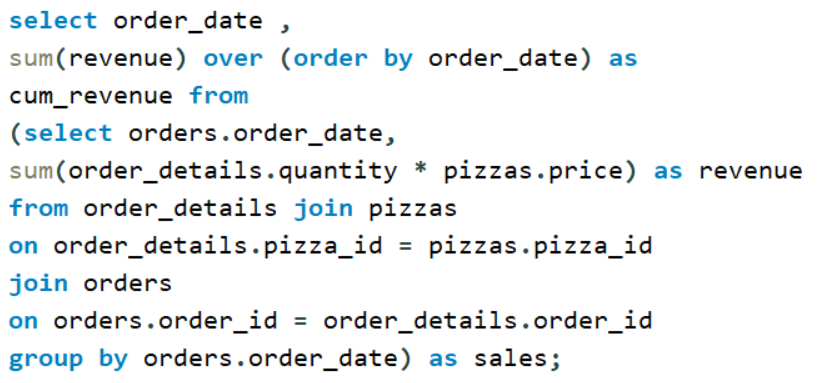 select order_date ,
sum(revenue) over (order by order_date) as
cum_revenue from
(select orders.order_date,
sum(order_details.quantity * pizzas.price) as revenue
from order_details join pizzas
on order_details.pizza_id = pizzas.pizza_id
join orders
on orders.order_id = order_details.order_id
group by orders.order_date) as sales;